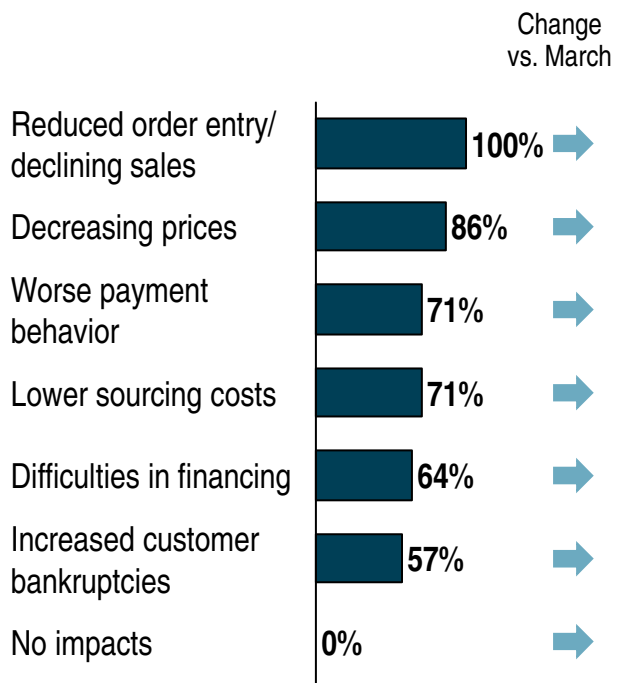 Change
vs. March
Reduced order entry/
declining sales
100%
Decreasing prices
86%
Worse payment
behavior
71%
Lower sourcing costs
71%
Difficulties in financing
64%
Increased customer
bankruptcies
57%
No impacts
0%